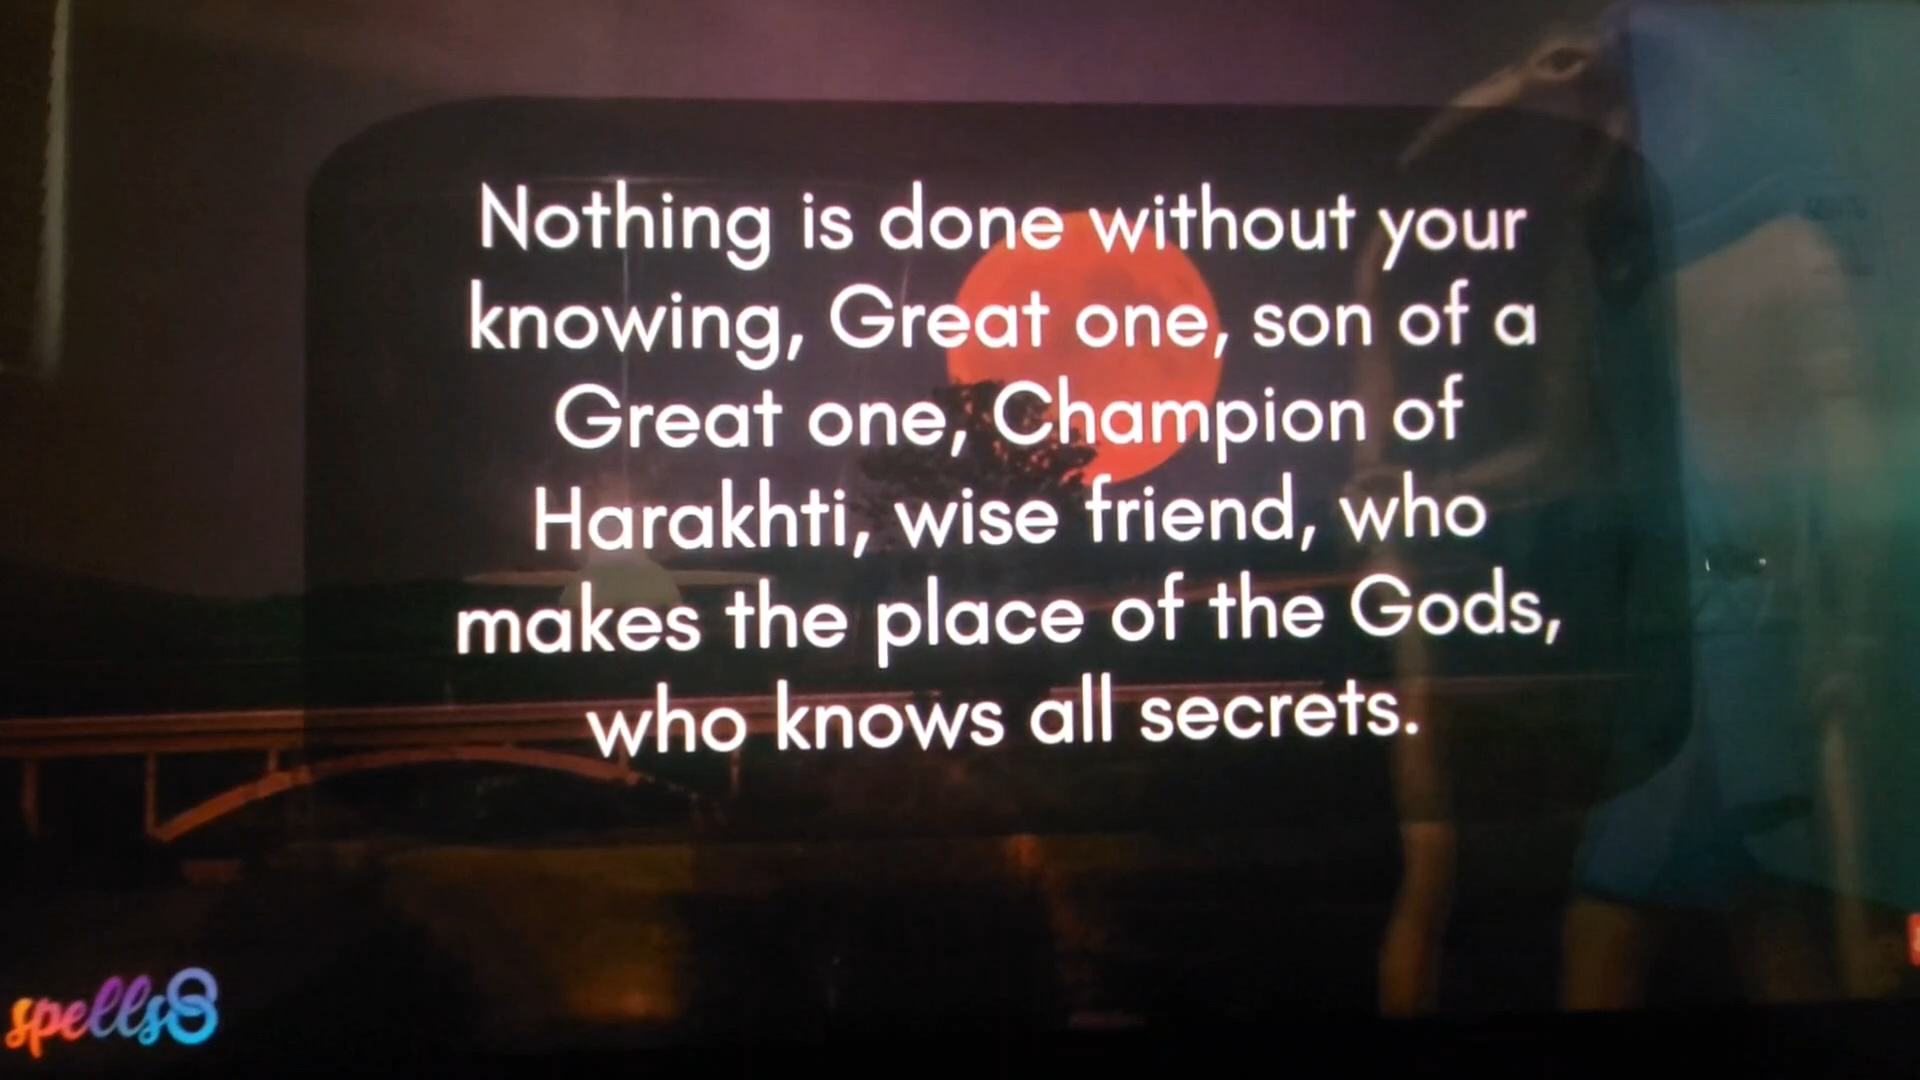 Nothing is done without your
knowing, Great one, son of a
Great one, Champion of
Harakhti, wise friend, who
makes the place of the Gods,
who knows all secrets.
spells8